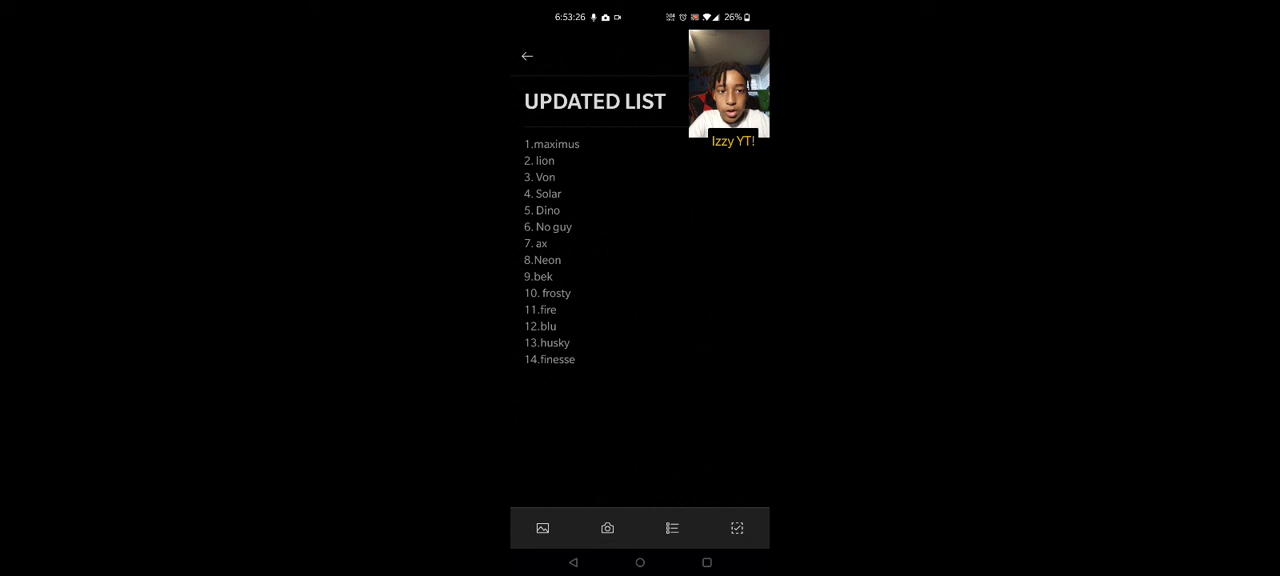 6:53:26
26%
UPDATED LIST
Izzy YT!
1.maximus
2. lion
3. Von
4. Solar
5. Dino
6. No guy
7. ax
8.Neon
9.bek
10. frosty
11.fire
12.blu
13.husky
14.finesse